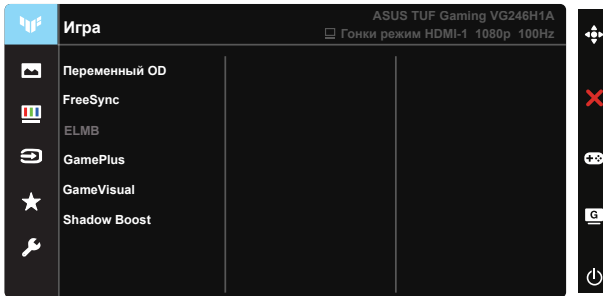 ASUS TUF Gaming VG246H1A
Игра
Гонки режим HDMI-1 1080p 100Hz
Переменный OD
FreeSync
ELMB
GamePlus
GameVisual
Shadow Boost
G